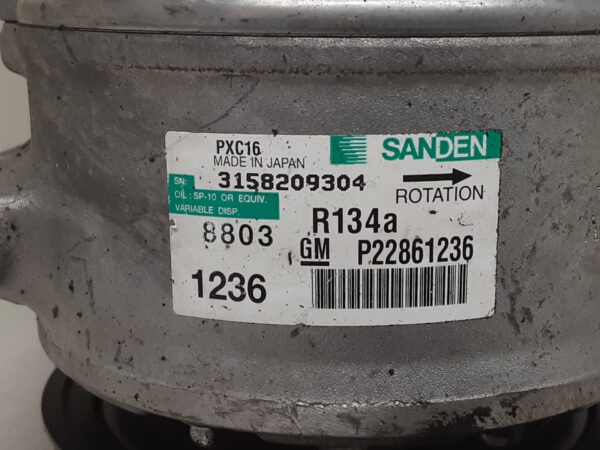 PXC16
MADE IN JAPAN
SANDEN
SN: 3158209304
OIL : SP-10 OR EQUIV.
VARIABLE DISP.
ROTATION
8803
R134a
GM P22861236
1236